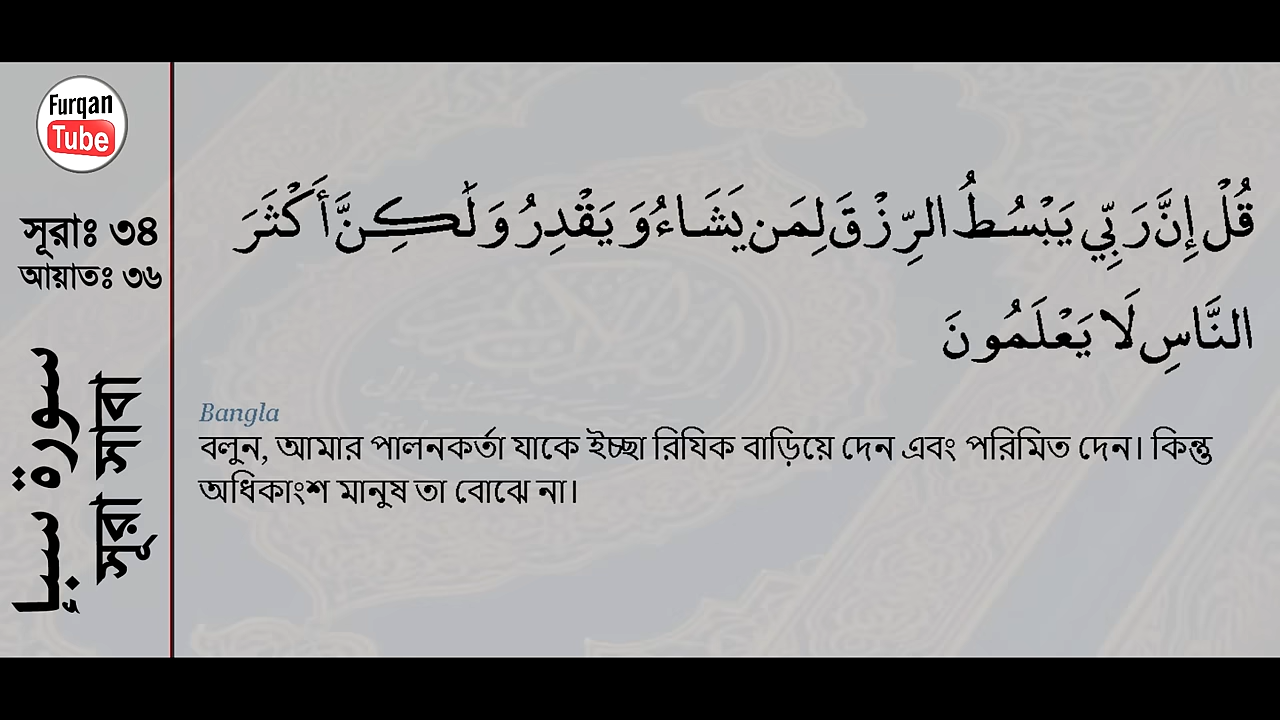 Furqan
Tube
সূরাঃ ৩৪
আয়াতঃ ৩৬
سورة سبإ
সূরা সাবা
قُلْ إِنَّ رَبِّي يَبْسُطُ الرِّزْقَ لِمَن يَشَاءُ وَيَقْدِرُ وَلَٰكِنَّ أَكْثَرَ
النَّاسِ لَا يَعْلَمُونَ
Bangla
বলুন, আমার পালনকর্তা যাকে ইচ্ছা রিযিক বাড়িয়ে দেন এবং পরিমিত দেন। কিন্তু
অধিকাংশ মানুষ তা বোঝে না।